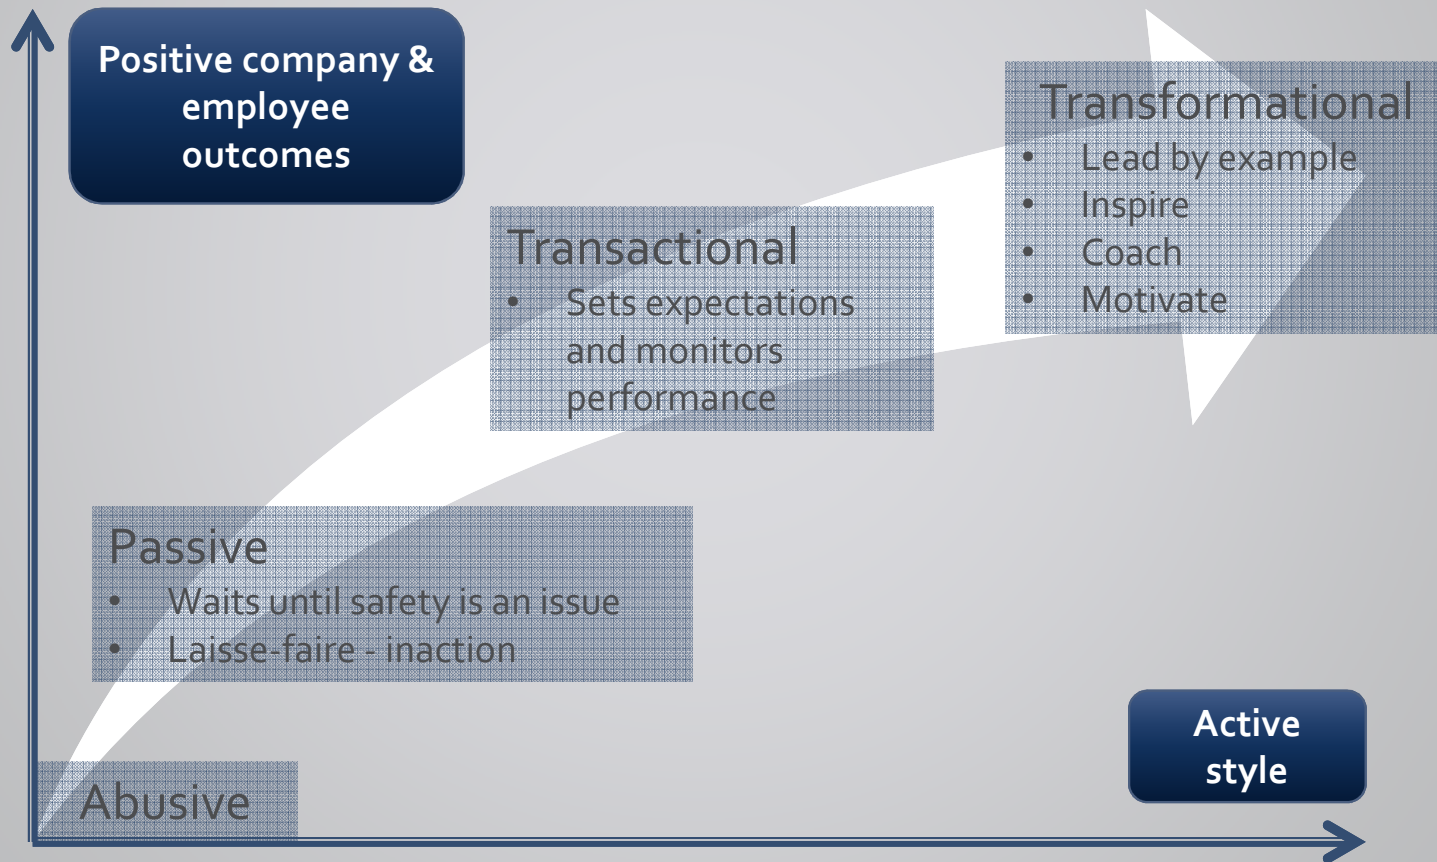 Positive company &
employee
outcomes
Transformational
• Lead by example
• Inspire
• Coach
• Motivate
Transactional
• Sets expectations
and monitors
performance
Passive
• Waits until safety is an issue
• Laisse-faire - inaction
Active
style
Abusive